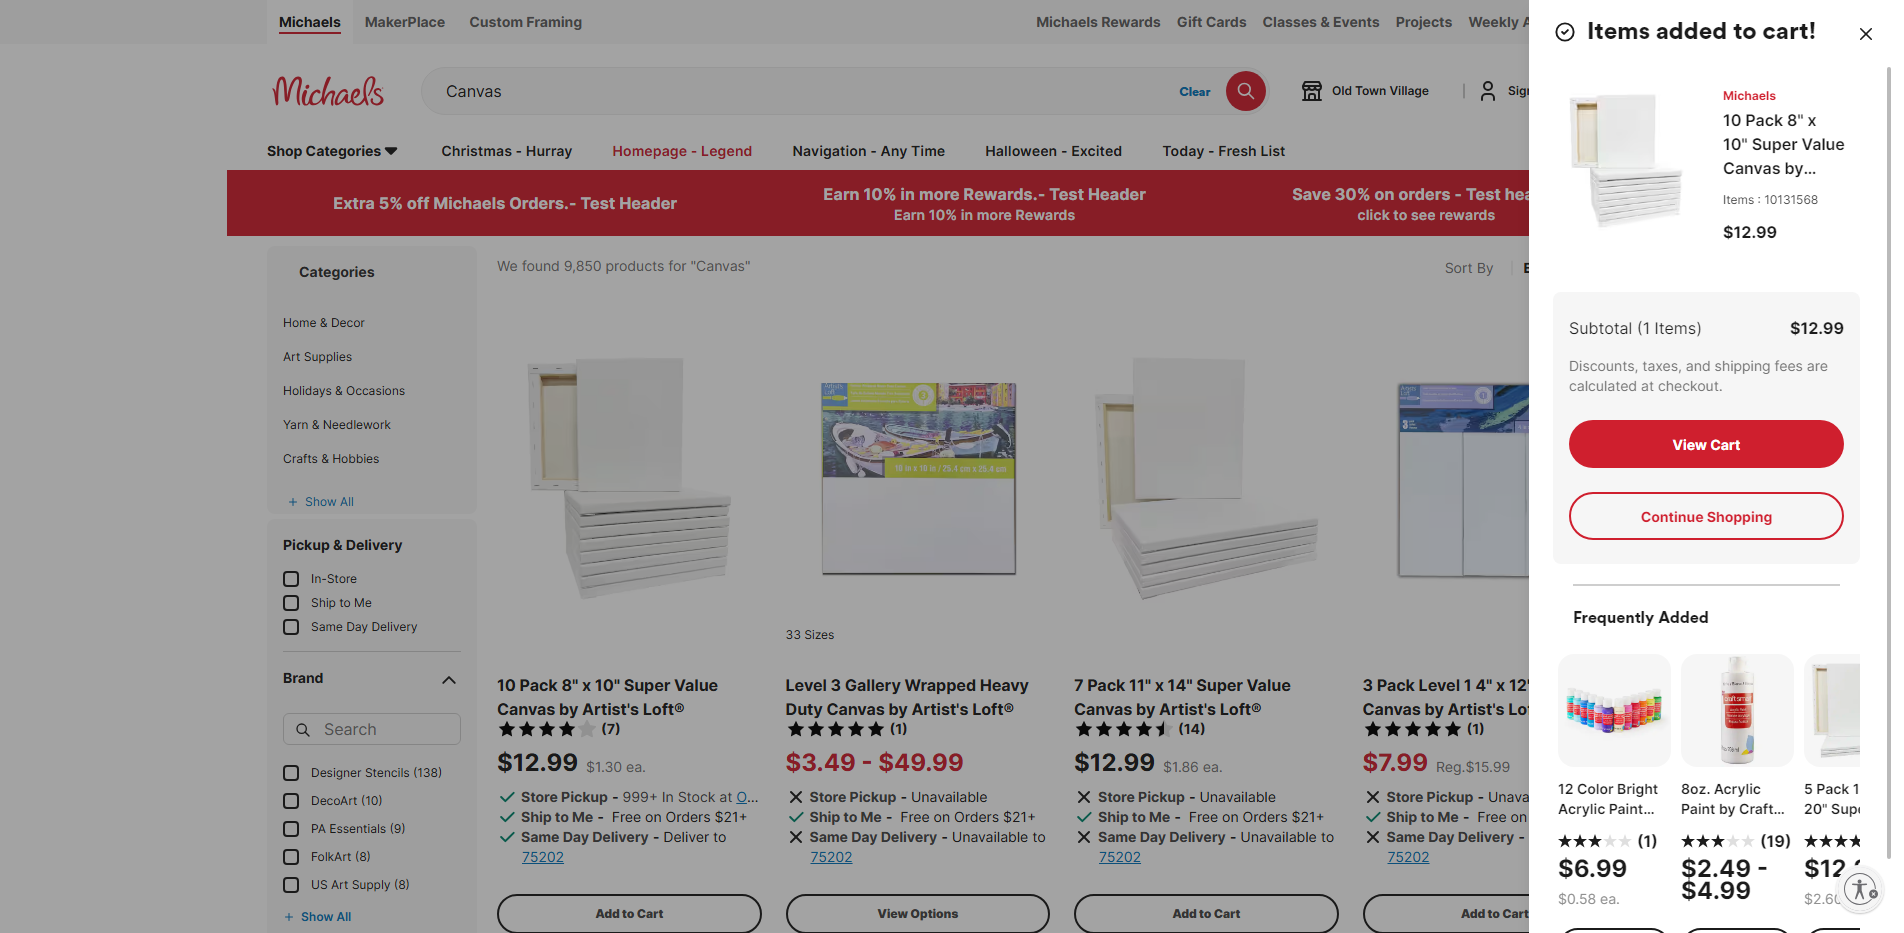 Michaels
MakerPlace
Custom Framing
Michaels Rewards
Gift Cards
Classes & Events
Projects
Weekly A
Michaels
Canvas
Clear
Old Town Village
Sign
Shop Categories
Christmas - Hurray
Homepage - Legend
Navigation - Any Time
Halloween - Excited
Today - Fresh List
Extra 5% off Michaels Orders.- Test Header
Earn 10% in more Rewards.- Test Header
Earn 10% in more Rewards
Save 30% on orders - Test hea
click to see rewards
Categories
Home & Decor
Art Supplies
Holidays & Occasions
Yarn & Needlework
Crafts & Hobbies
+ Show All
Pickup & Delivery
In-Store
Ship to Me
Same Day Delivery
Brand
Search
Designer Stencils (138)
DecoArt (10)
PA Essentials (9)
FolkArt (8)
US Art Supply (8)
+ Show All
We found 9,850 products for "Canvas"
Sort By
10 Pack 8" x 10" Super Value
Canvas by Artist's Loft®
(7)
$12.99 $1.30 ea.
Store Pickup - 999+ In Stock at O...
Ship to Me - Free on Orders $21+
Same Day Delivery - Deliver to
75202
Add to Cart
10 in x 10 in / 25.4 cm x 25.4 cm
33 Sizes
Level 3 Gallery Wrapped Heavy
Duty Canvas by Artist's Loft®
(1)
$3.49 - $49.99
Store Pickup - Unavailable
Ship to Me - Free on Orders $21+
Same Day Delivery - Unavailable to
75202
View Options
7 Pack 11" x 14" Super Value
Canvas by Artist's Loft®
(14)
$12.99 $1.86 ea.
Store Pickup - Unavailable
Ship to Me - Free on Orders $21+
Same Day Delivery - Unavailable to
75202
Add to Cart
3 Pack Level 1 4" x 12"
Canvas by Artist's Lo
(1)
$7.99 Reg.$15.99
Store Pickup - Unava
Ship to Me - Free on
Same Day Delivery -
75202
Add to Cart
Items added to cart!
Michaels
10 Pack 8" x
10" Super Value
Canvas by...
Items : 10131568
$12.99
Subtotal (1 Items)
$12.99
Discounts, taxes, and shipping fees are
calculated at checkout.
View Cart
Continue Shopping
Frequently Added
12 Color Bright
Acrylic Paint...
(1)
$6.99
$0.58 ea.
8oz. Acrylic
Paint by Craft...
(19)
$2.49 -
$4.99
5 Pack 1
20" Supe
$12.
$2.60